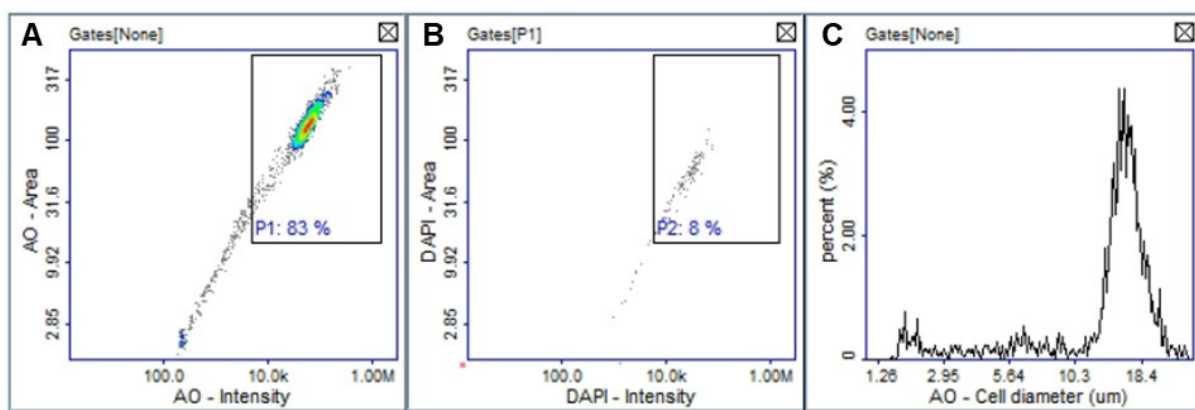 A
Gates[None]
317
100
31.6
9.92
2.85
AO - Area
P1: 83 %
100.0 10.0k 1.00M
AO - Intensity
B
Gates[P1]
317
100
31.6
9.92
2.85
DAPI - Area
P2: 8 %
100.0 10.0k 1.00M
DAPI - Intensity
C
Gates[None]
4.00
2.00
0
percent (%)
1.26 2.95 5.64 10.3 18.4
AO - Cell diameter (um)